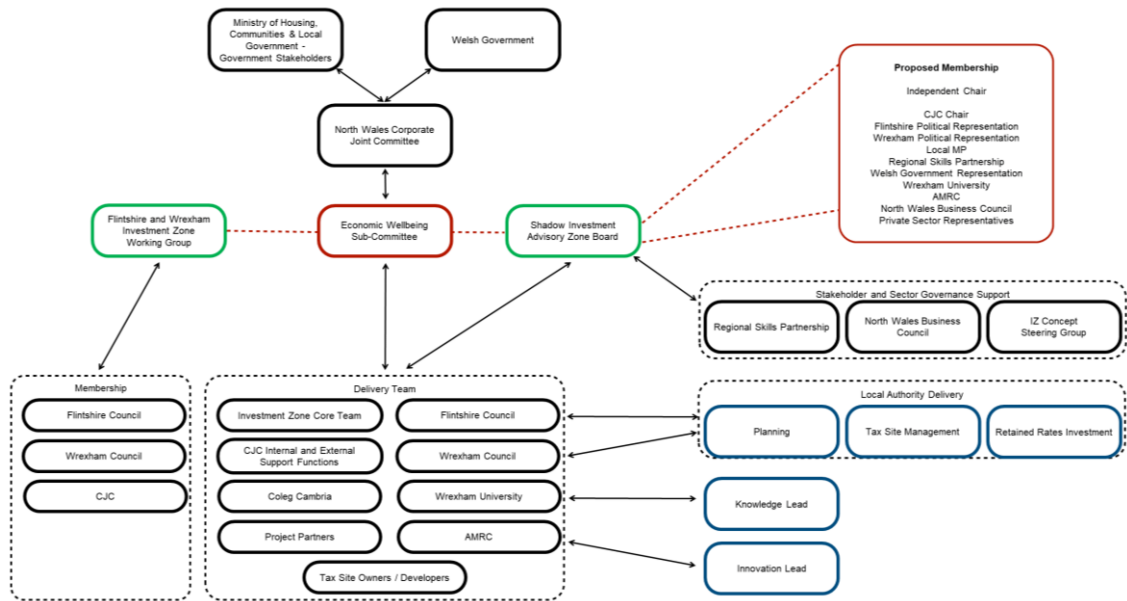 Ministry of Housing,
Communities & Local
Government -
Government Stakeholders
Welsh Government
North Wales Corporate
Joint Committee
Proposed Membership
Independent Chair
CJC Chair
Flintshire Political Representation
Wrexham Political Representation
Local MP
Regional Skills Partnership
Welsh Government Representation
Wrexham University
AMRC
North Wales Business Council
Private Sector Representatives
Flintshire and Wrexham
Investment Zone
Working Group
Economic Wellbeing
Sub-Committee
Shadow Investment
Advisory Zone Board
Stakeholder and Sector Governance Support
Regional Skills Partnership
North Wales Business
Council
IZ Concept
Steering Group
Membership
Flintshire Council
Wrexham Council
CJC
Delivery Team
Investment Zone Core Team
Flintshire Council
CJC Internal and External
Support Functions
Wrexham Council
Coleg Cambria
Wrexham University
Project Partners
AMRC
Tax Site Owners / Developers
Local Authority Delivery
Planning
Tax Site Management
Retained Rates Investment
Knowledge Lead
Innovation Lead